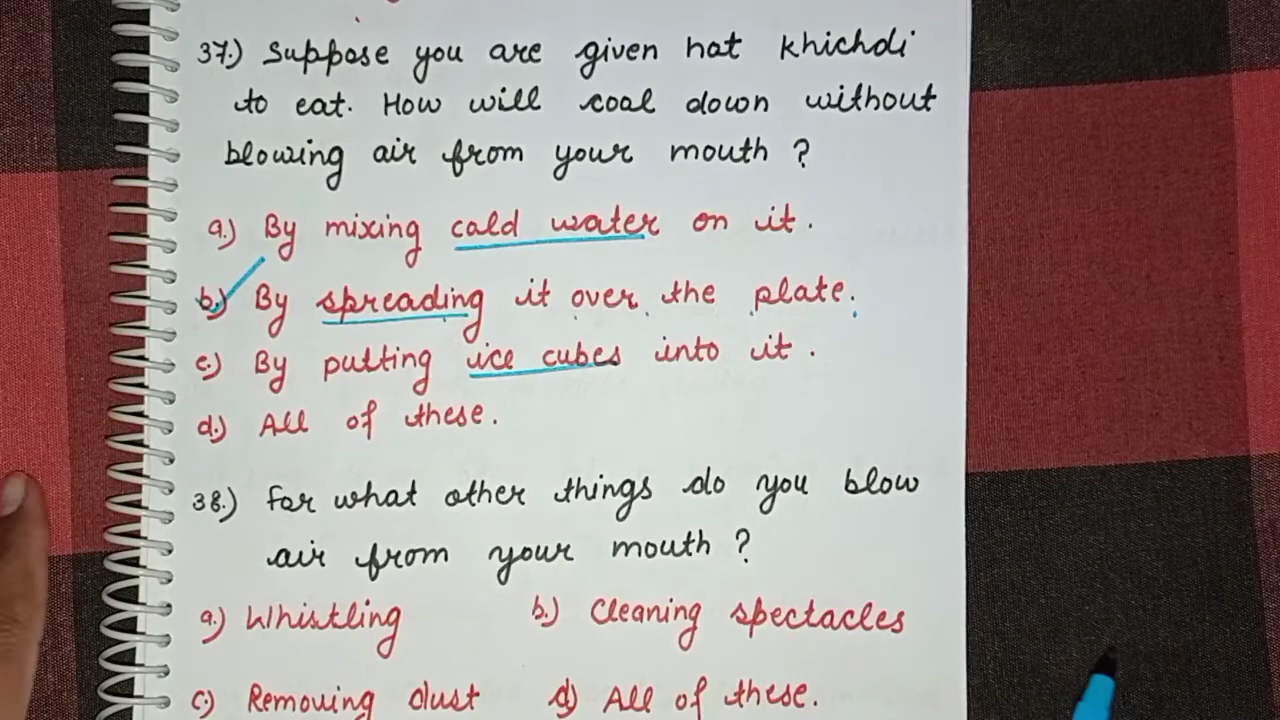 37.) Suppose you are given hot khichdi
to eat. How will cool down without
blowing air from your mouth ?
a.) By mixing cold water on it.
b.) By spreading it over the plate.
c.) By putting ice cubes into it.
d.) All of these.
38.) For what other things do you blow
air from your mouth ?
a.) Whistling b.) Cleaning spectacles
c.) Removing dust d) All of these.